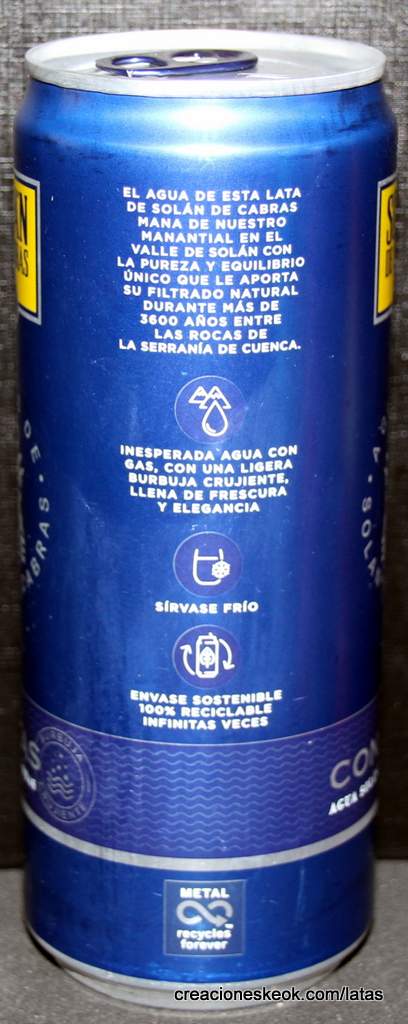 EL AGUA DE ESTA LATA
DE SOLÁN DE CABRAS
MANA DE NUESTRO
MANANTIAL EN EL
VALLE DE SOLÁN CON
LA PUREZA Y EQUILIBRIO
ÚNICO QUE LE APORTA
SU FILTRADO NATURAL
DURANTE MÁS DE
3600 AÑOS ENTRE
LAS ROCAS DE
LA SERRANÍA DE CUENCA.
INESPERADA AGUA CON
GAS, CON UNA LIGERA
BURBUJA CRUJIENTE,
LLENA DE FRESCURA
Y ELEGANCIA
SÍRVASE FRÍO
ENVASE SOSTENIBLE
100% RECICLABLE
INFINITAS VECES
BURBUJA
CRUJIENTE
METAL
recycles
forever
creacioneskeok.com/latas